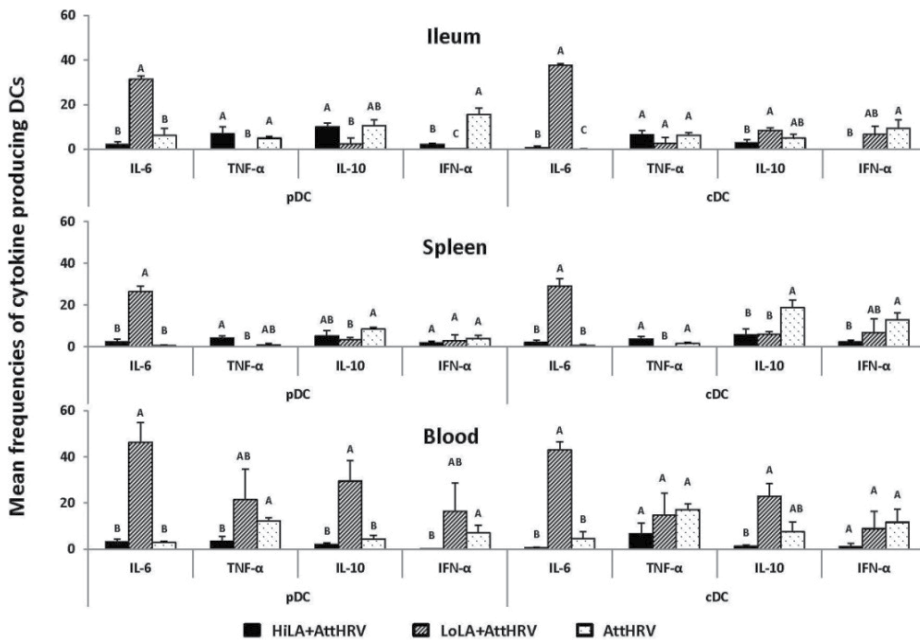 Mean frequencies of cytokine producing DCs
60
40
20
0
Ileum
B A B A B B A B AB B C A B A C A A A B A AB B AB A
IL-6 TNF-α IL-10 IFN-α IL-6 TNF-α IL-10 IFN-α
pDC cDC
60
40
20
0
Spleen
B A B A B AB AB B A A A A B A B A B A B B A B AB A
IL-6 TNF-α IL-10 IFN-α IL-6 TNF-α IL-10 IFN-α
pDC cDC
60
40
20
0
Blood
B A B B AB A B A B B AB A B A B A A A B A AB A A A
IL-6 TNF-α IL-10 IFN-α IL-6 TNF-α IL-10 IFN-α
pDC cDC
HiLA+AttHRV LoLA+AttHRV AttHRV